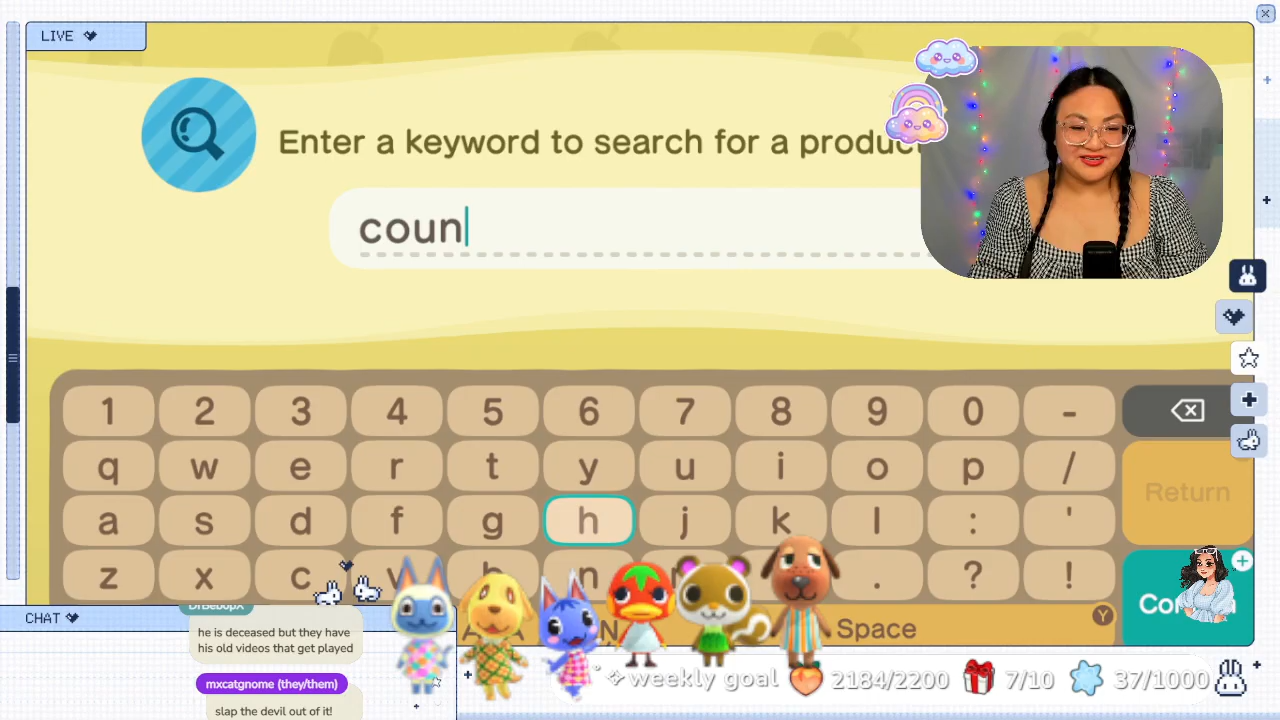 LIVE
Enter a keyword to search for a produc
coun
1 2 3 4 5 6 7 8 9 0 -
q w e r t y u i o p /
Return
a s d f g h j k l : '
z x c n . ? !
Y
Space
CHAT
DrBebopX
he is deceased but they have
his old videos that get played
mxcatgnome (they/them)
slap the devil out of it!
weekly goal 2184/2200 7/10 37/1000